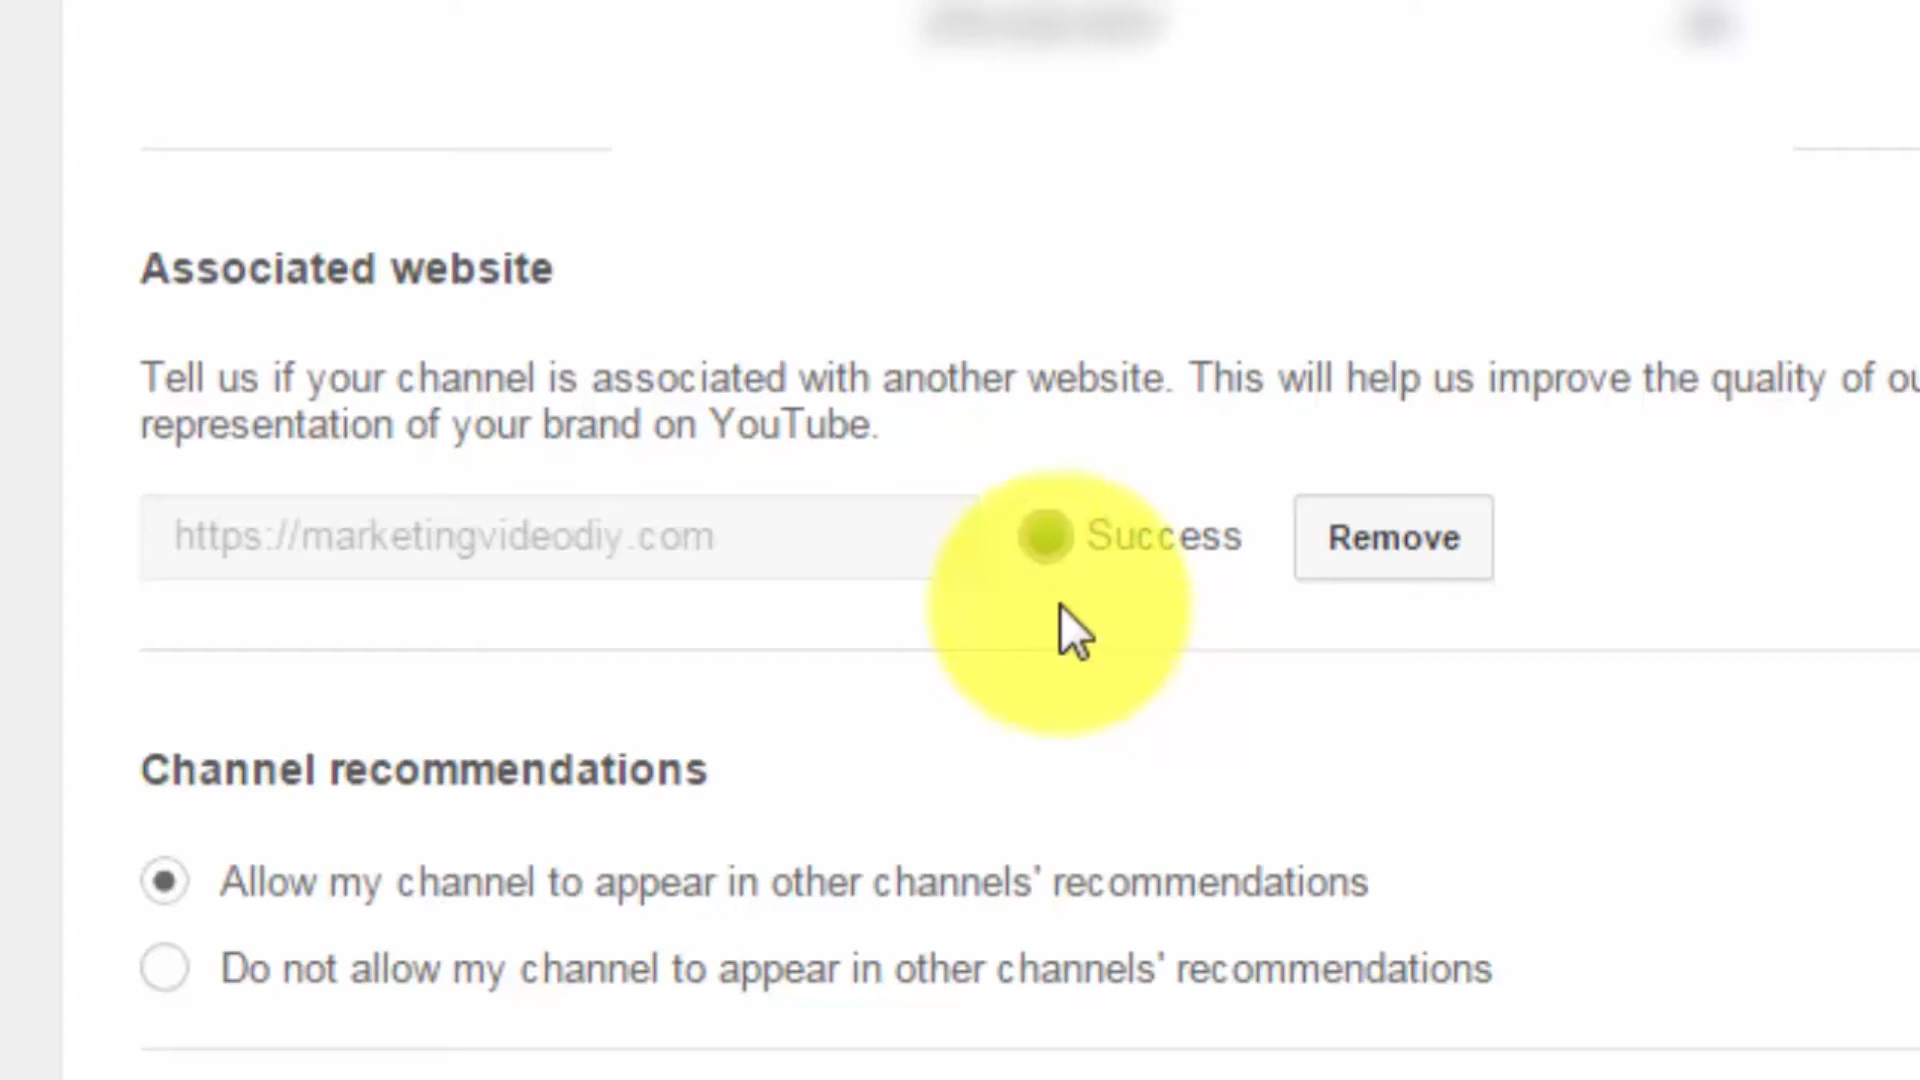 Associated website
Tell us if your channel is associated with another website. This will help us improve the quality of
representation of your brand on YouTube.
https://marketingvideodiy.com
Success
Remove
Channel recommendations
Allow my channel to appear in other channels' recommendations
Do not allow my channel to appear in other channels' recommendations